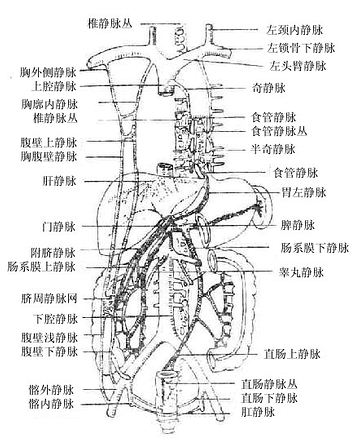 椎静脉丛
左颈内静脉
左锁骨下静脉
左头臂静脉
胸外侧静脉
上腔静脉
奇静脉
胸廓内静脉
椎静脉丛
食管静脉
食管静脉丛
腹壁上静脉
胸腹壁静脉
半奇静脉
食管静脉
肝静脉
胃左静脉
门静脉
脾静脉
附脐静脉
肠系膜下静脉
肠系膜上静脉
睾丸静脉
脐周静脉网
下腔静脉
腹壁浅静脉
腹壁下静脉
直肠上静脉
髂外静脉
髂内静脉
直肠静脉丛
直肠下静脉
肛静脉